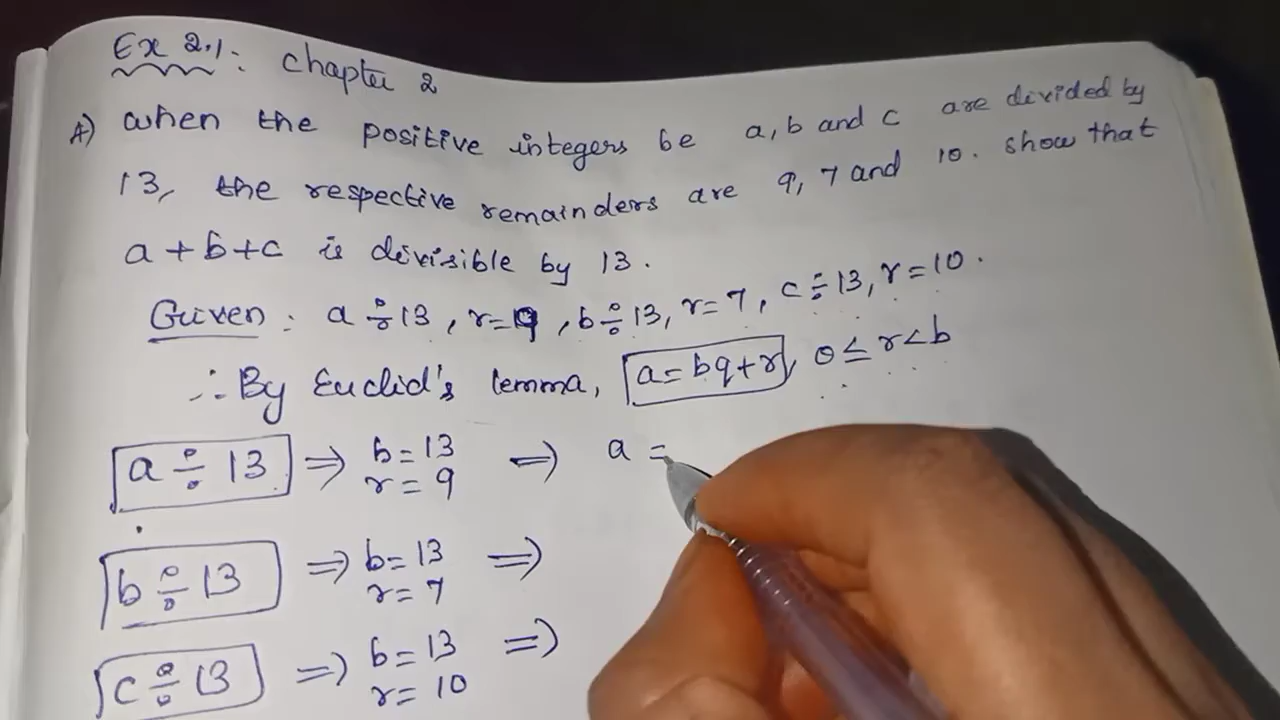 Ex 2.1: chapter 2
A) when the positive integers be a, b and c are divided by
13, the respective remainders are 9, 7 and 10. show that
a + b + c is divisible by 13.
Given: a ÷ 13, r = 9, b ÷ 13, r = 7, c ÷ 13, r = 10.
∴ By Euclid's lemma, a = bq + r, 0 ≤ r < b
a ÷ 13 ⇒ b = 13 ⇒ a =
r = 9
b ÷ 13 ⇒ b = 13 ⇒
r = 7
c ÷ 13 ⇒ b = 13 ⇒
r = 10